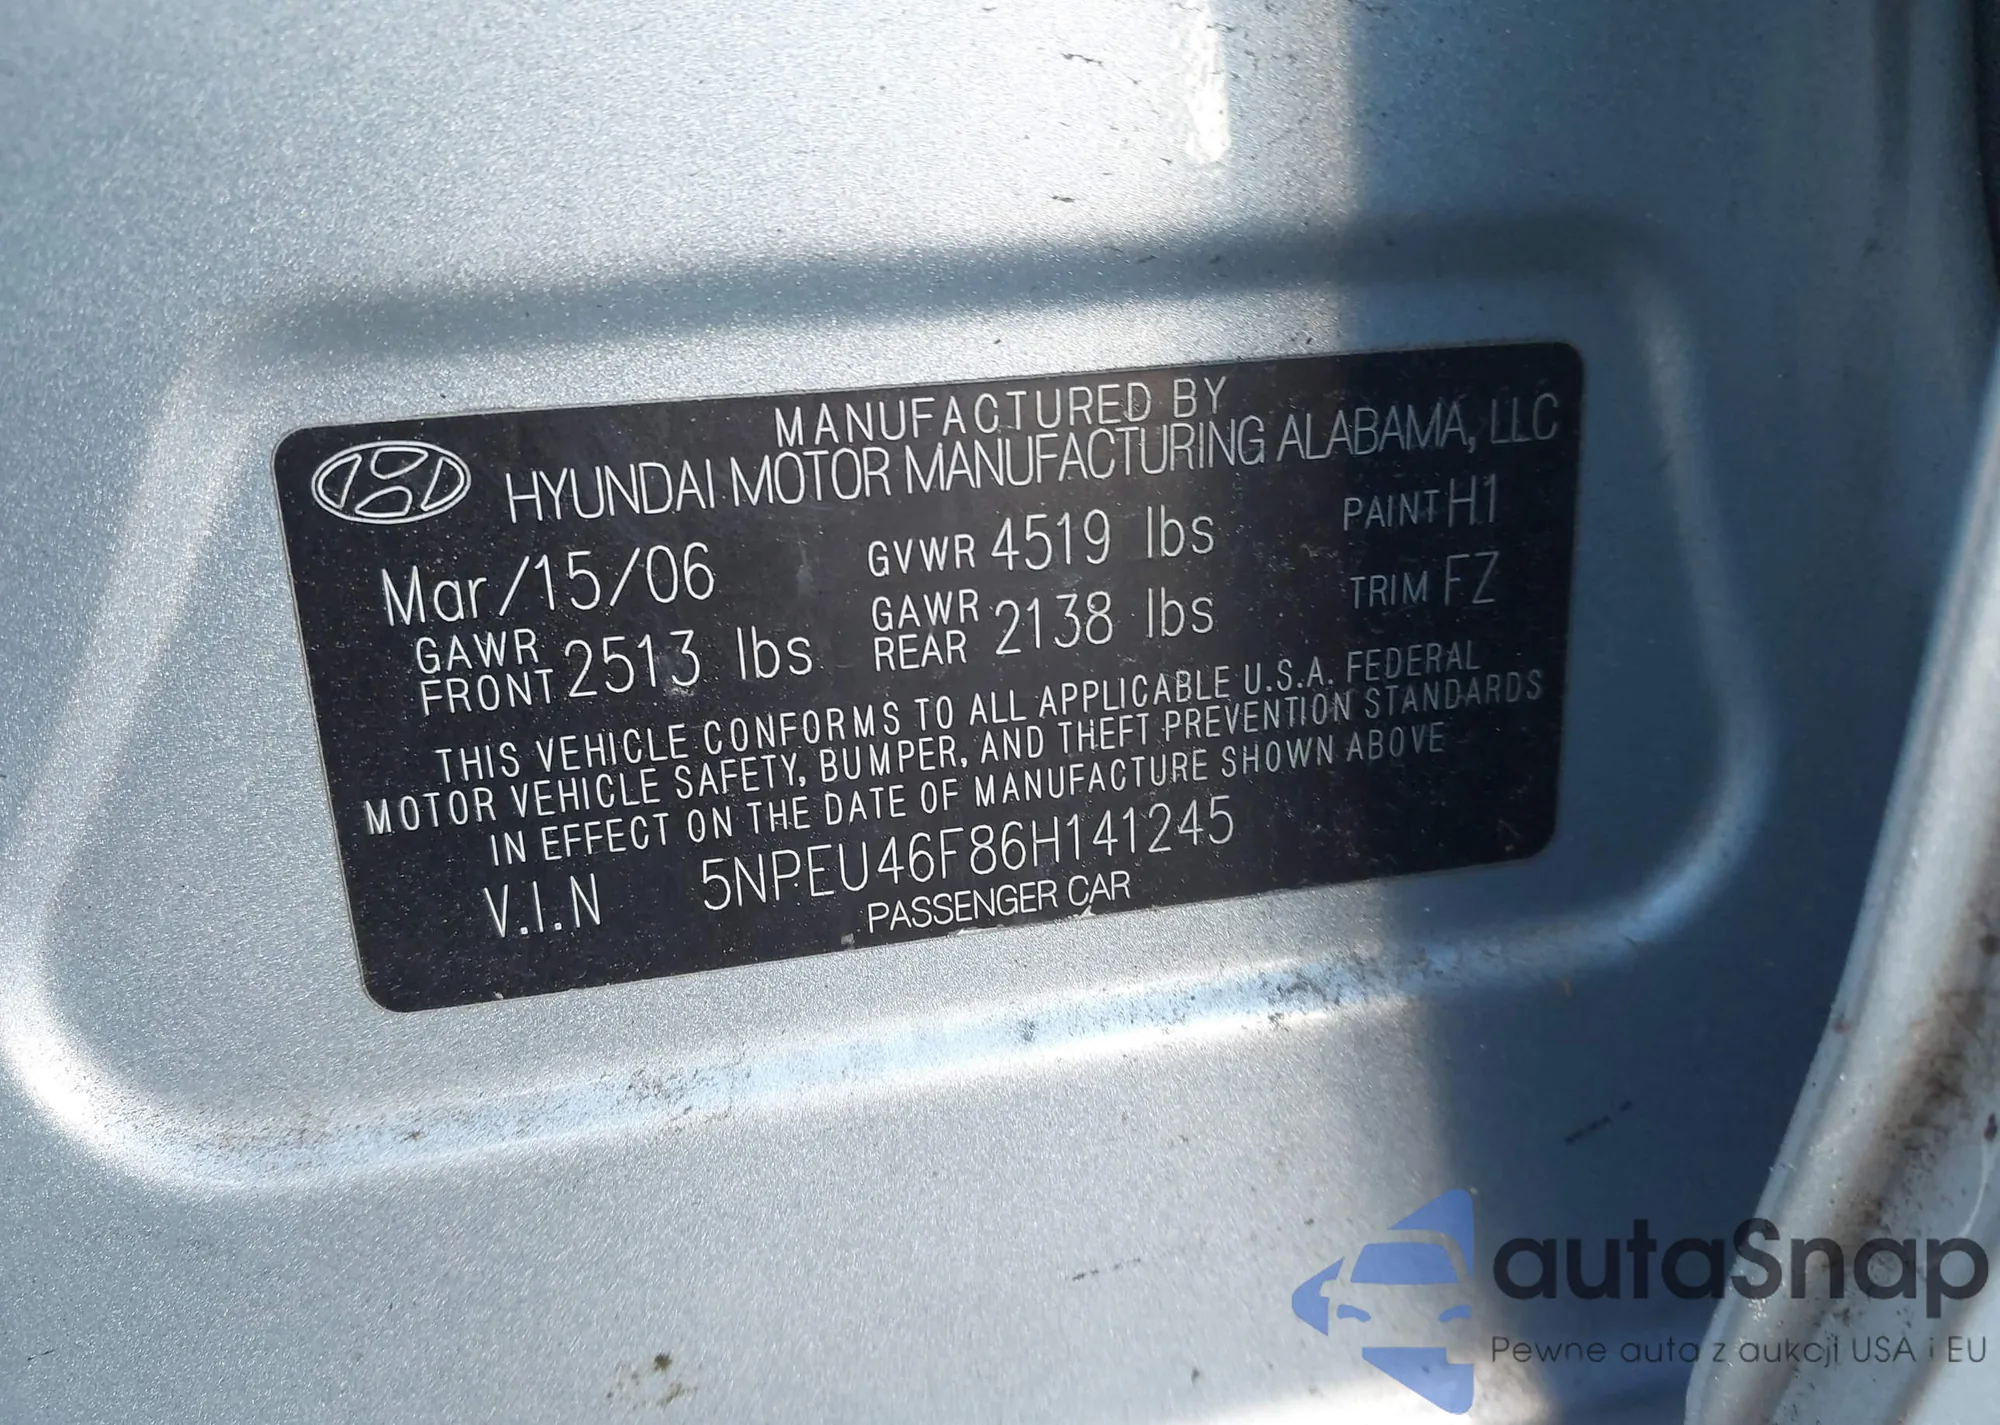 MANUFACTURED BY
HYUNDAI MOTOR MANUFACTURING ALABAMA, LLC
Mar/15/06 GVWR 4519 lbs PAINT H1
GAWR FRONT 2513 lbs GAWR REAR 2138 lbs TRIM FZ
THIS VEHICLE CONFORMS TO ALL APPLICABLE U.S.A. FEDERAL
MOTOR VEHICLE SAFETY, BUMPER, AND THEFT PREVENTION STANDARDS
IN EFFECT ON THE DATE OF MANUFACTURE SHOWN ABOVE
V.I.N 5NPEU46F86H141245
PASSENGER CAR
autaSnap
Pewne auta z aukcji USA i EU